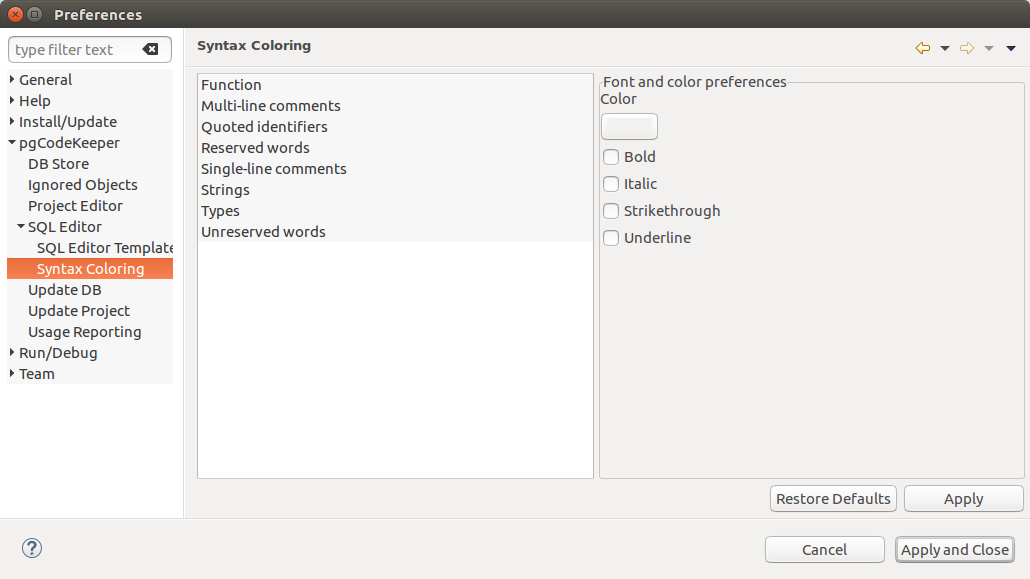 Preferences
type filter text
General
Help
Install/Update
pgCodeKeeper
DB Store
Ignored Objects
Project Editor
SQL Editor
SQL Editor Template
Syntax Coloring
Update DB
Update Project
Usage Reporting
Run/Debug
Team
Syntax Coloring
Function
Multi-line comments
Quoted identifiers
Reserved words
Single-line comments
Strings
Types
Unreserved words
Font and color preferences
Color
Bold
Italic
Strikethrough
Underline
Restore Defaults
Apply
?
Cancel
Apply and Close